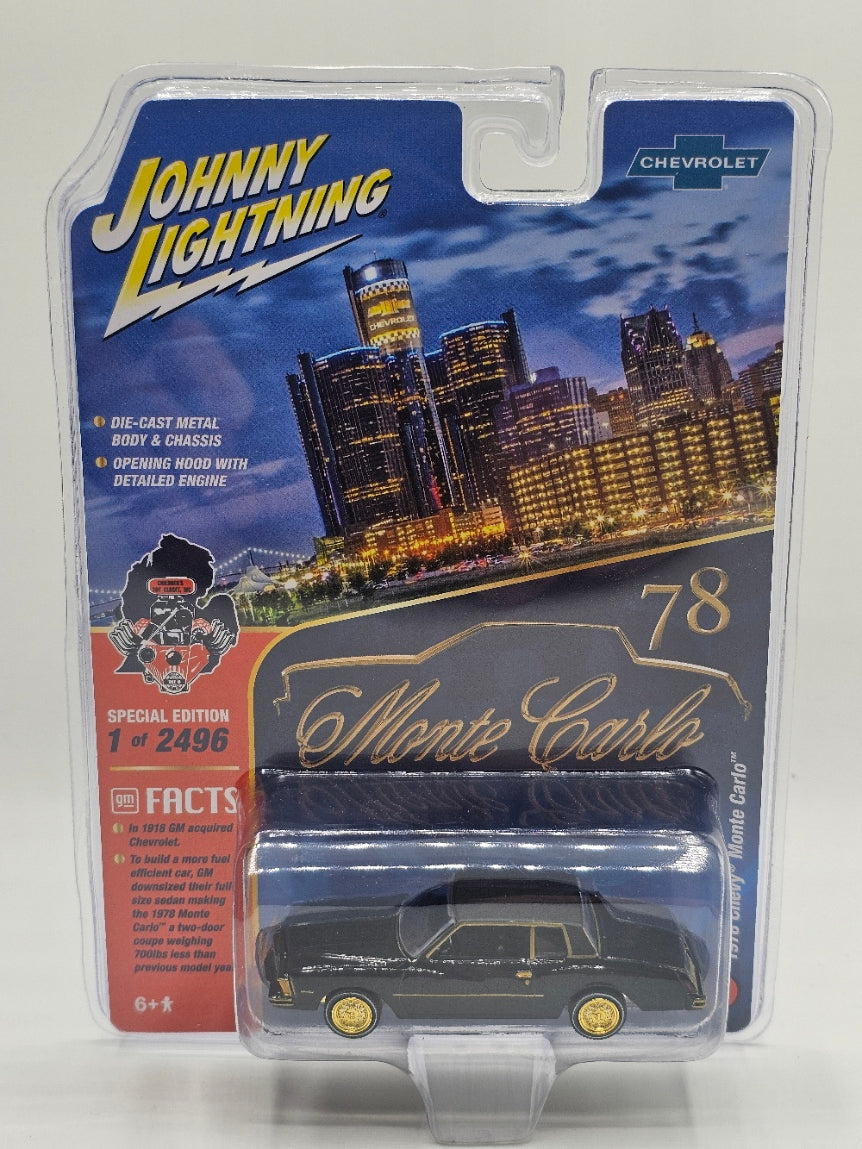 JOHNNY
LIGHTNING®
CHEVROLET
CHEVROLET
DIE-CAST METAL
BODY & CHASSIS
OPENING HOOD WITH
DETAILED ENGINE
78
Monte Carlo
SPECIAL EDITION
1 of 2496
gm FACTS
In 1918 GM acquired
Chevrolet.
To build a more fuel
efficient car, GM
downsized their full
size sedan making
the 1978 Monte
Carlo™ a two-door
coupe weighing
700lbs less than
previous model year
6+
1978 Chevy® Monte Carlo™